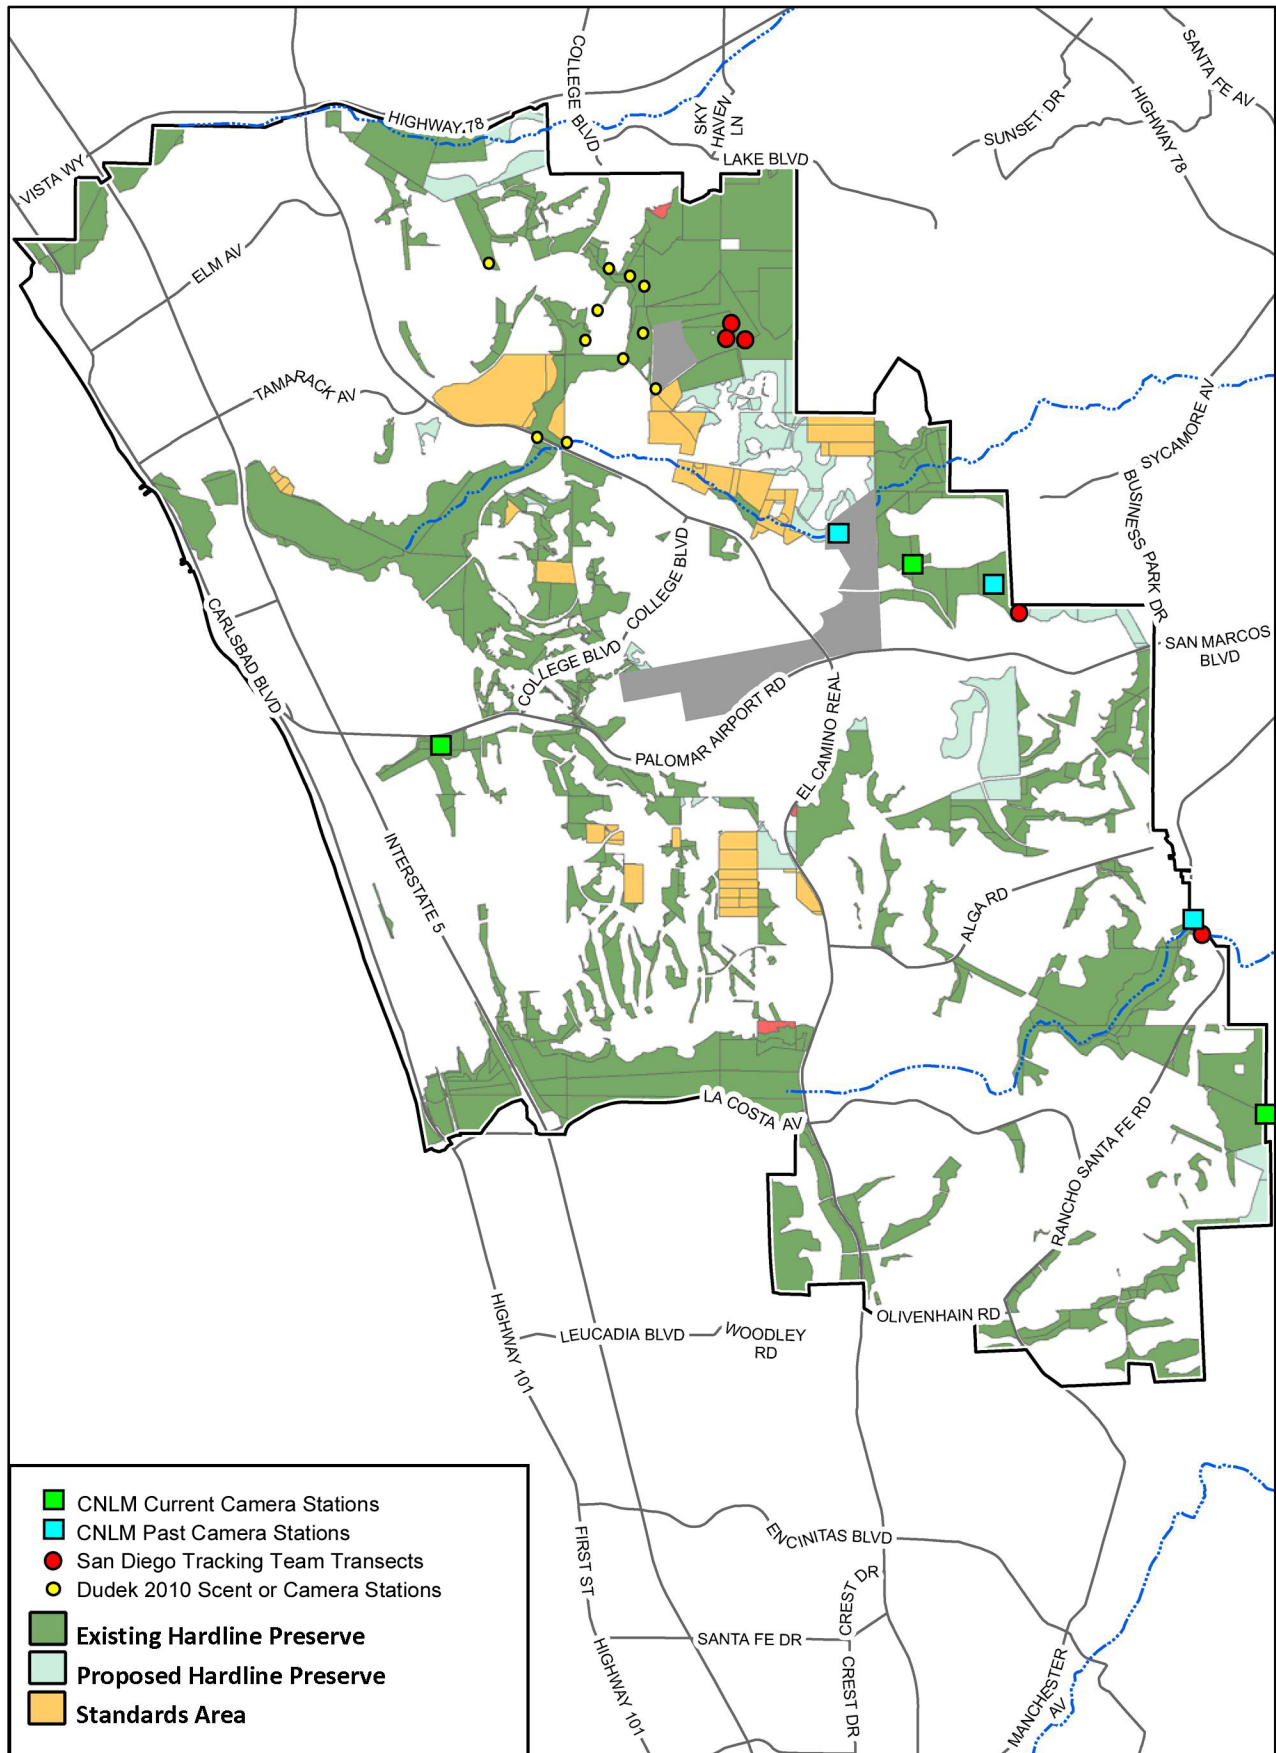 COLLEGE BLVD
SANTA FE AV
HIGHWAY 78
SKY
HAVEN
LN
HIGHWAY 78
SUNSET DR
LAKE BLVD
VISTA WY
ELM AV
TAMARACK AV
SYCAMORE AV
BUSINESS PARK DR
COLLEGE BLVD
COLLEGE BLVD
CARLSBAD BLVD
SAN MARCOS
BLVD
PALOMAR AIRPORT RD
EL CAMINO REAL
INTERSTATE 5
ALGA RD
LA COSTA AV
RANCHO SANTA FE RD
OLIVENHAIN RD
HIGHWAY 101
LEUCADIA BLVD
WOODLEY
RD
ENCINITAS BLVD
FIRST ST
CREST DR
SANTA FE DR
HIGHWAY 101
CREST DR
MANCHESTER
AV
CNLM Current Camera Stations
CNLM Past Camera Stations
San Diego Tracking Team Transects
Dudek 2010 Scent or Camera Stations
Existing Hardline Preserve
Proposed Hardline Preserve
Standards Area